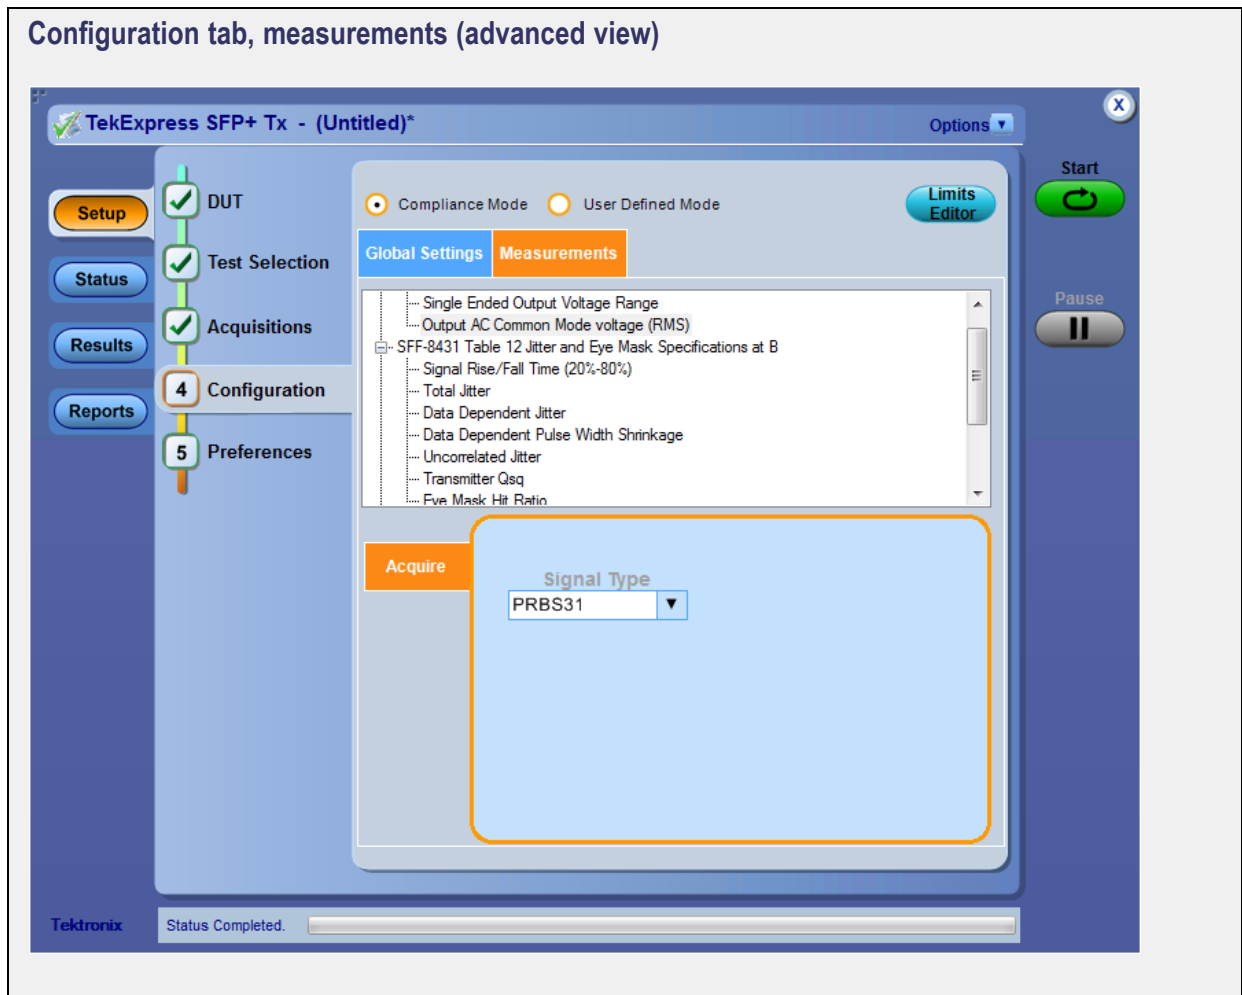 Configuration tab, measurements (advanced view)
X
TekExpress SFP+ Tx - (Untitled)*
Options
Start
Setup
Status
Results
Reports
DUT
Test Selection
Acquisitions
4 Configuration
5 Preferences
Compliance Mode
User Defined Mode
Limits
Editor
Pause
Global Settings
Measurements
Single Ended Output Voltage Range
Output AC Common Mode voltage (RMS)
SFF-8431 Table 12 Jitter and Eye Mask Specifications at B
Signal Rise/Fall Time (20%-80%)
Total Jitter
Data Dependent Jitter
Data Dependent Pulse Width Shrinkage
Uncorrelated Jitter
Transmitter Qsq
Eye Mask Hit Ratio
Acquire
Signal Type
PRBS31
Tektronix
Status Completed.